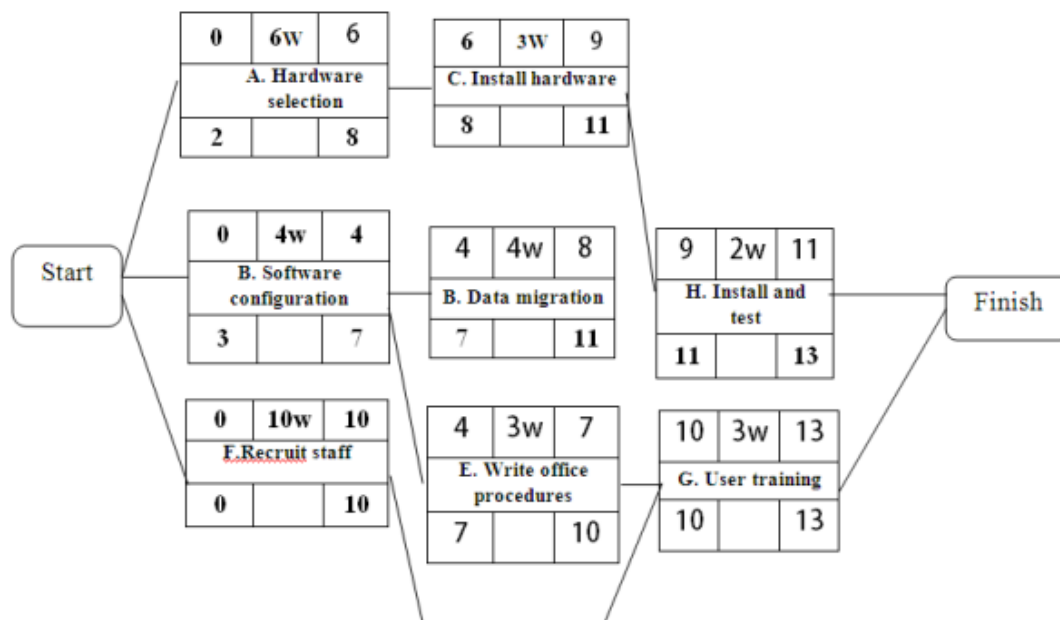 0 6W 6
A. Hardware
selection
2 8
6 3W 9
C. Install hardware
8 11
Start
0 4w 4
B. Software
configuration
3 7
4 4w 8
B. Data migration
7 11
9 2w 11
H. Install and
test
11 13
Finish
0 10w 10
F.Recruit staff
0 10
4 3w 7
E. Write office
procedures
7 10
10 3w 13
G. User training
10 13